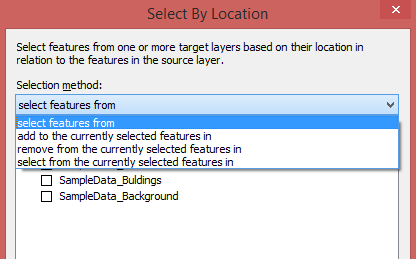 Select By Location
Select features from one or more target layers based on their location in
relation to the features in the source layer.
Selection method:
select features from
select features from
add to the currently selected features in
remove from the currently selected features in
select from the currently selected features in
SampleData_Buldings
SampleData_Background